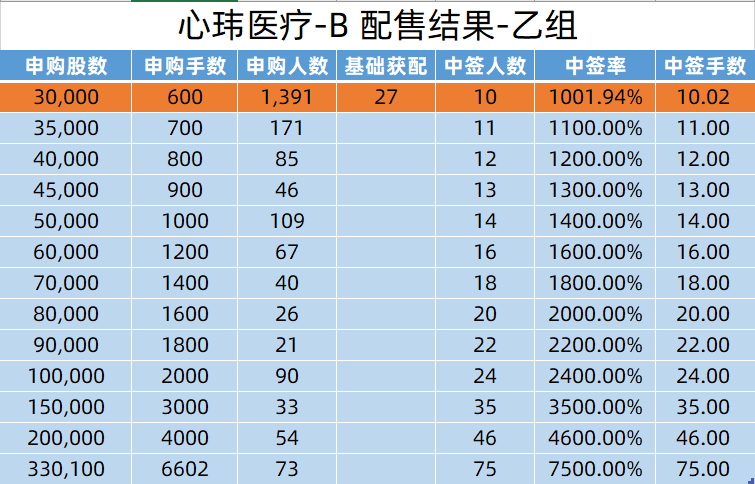 心玮医疗-B 配售结果-乙组
申购股数 申购手数 申购人数 基础获配 中签人数 中签率 中签手数
30,000 600 1,391 27 10 1001.94% 10.02
35,000 700 171 11 1100.00% 11.00
40,000 800 85 12 1200.00% 12.00
45,000 900 46 13 1300.00% 13.00
50,000 1000 109 14 1400.00% 14.00
60,000 1200 67 16 1600.00% 16.00
70,000 1400 40 18 1800.00% 18.00
80,000 1600 26 20 2000.00% 20.00
90,000 1800 21 22 2200.00% 22.00
100,000 2000 90 24 2400.00% 24.00
150,000 3000 33 35 3500.00% 35.00
200,000 4000 54 46 4600.00% 46.00
330,100 6602 73 75 7500.00% 75.00